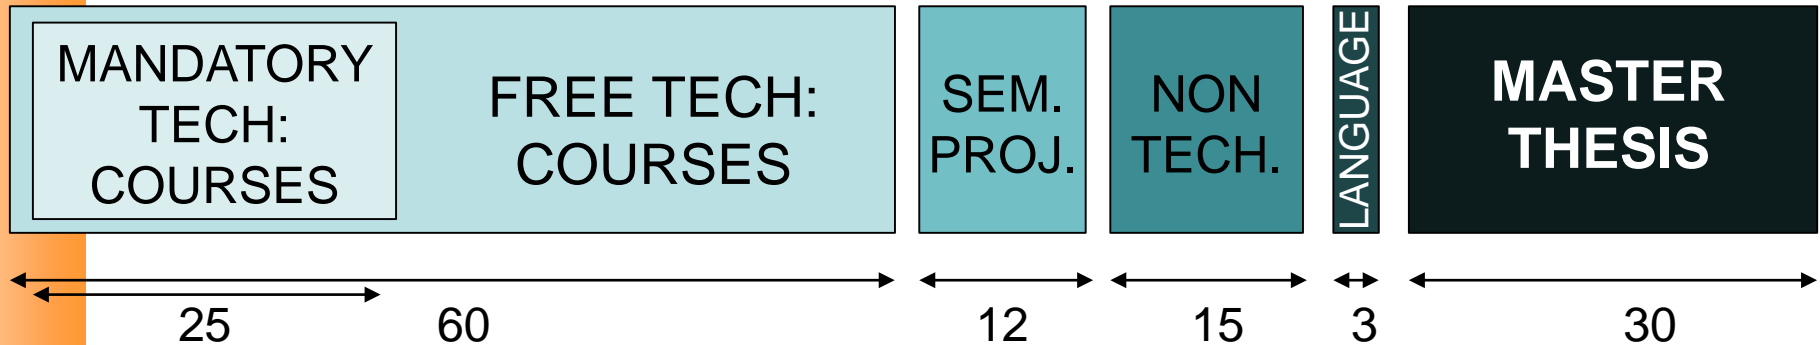 MANDATORY
TECH:
COURSES
FREE TECH:
COURSES
SEM.
PROJ.
NON
TECH.
LANGUAGE
MASTER
THESIS
25
60
12
15
3
30